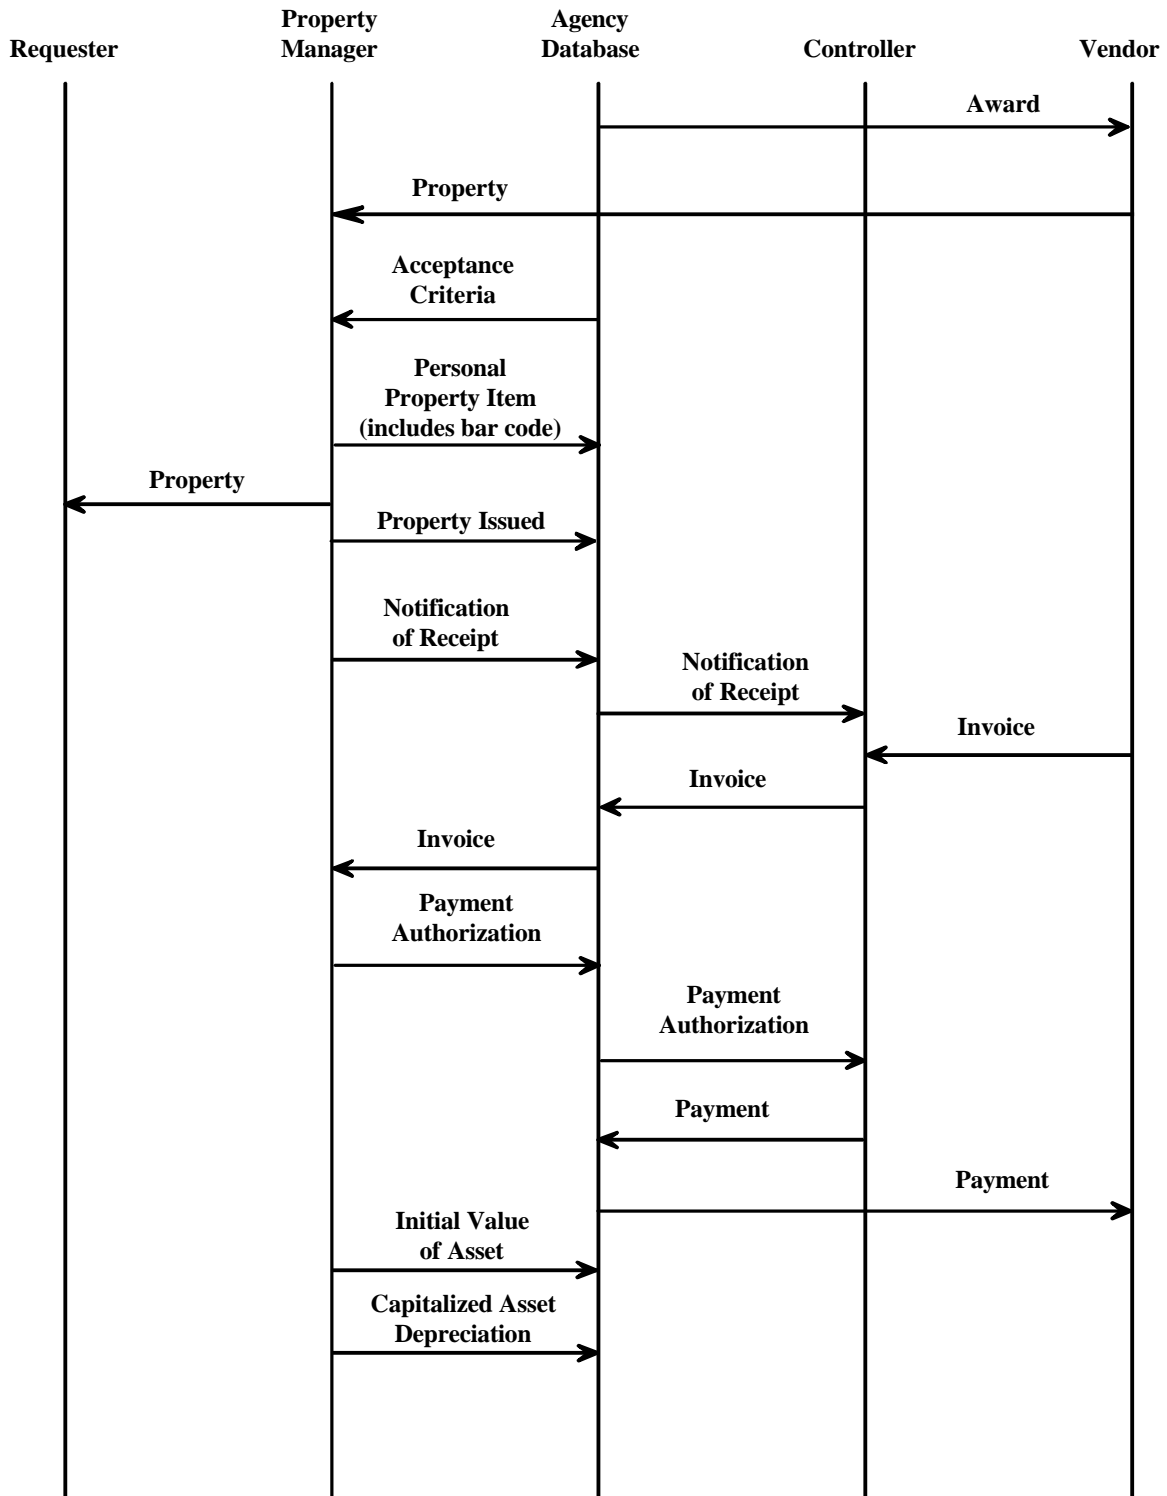 Property
Agency
Requester
Manager
Database
Controller
Vendor
Award
Property
Acceptance
Criteria
Personal
Property Item
(includes bar code)
Property
Property Issued
Notification
of Receipt
Notification
of Receipt
Invoice
Invoice
Invoice
Payment
Authorization
Payment
Authorization
Payment
Payment
Initial Value
of Asset
Capitalized Asset
Depreciation